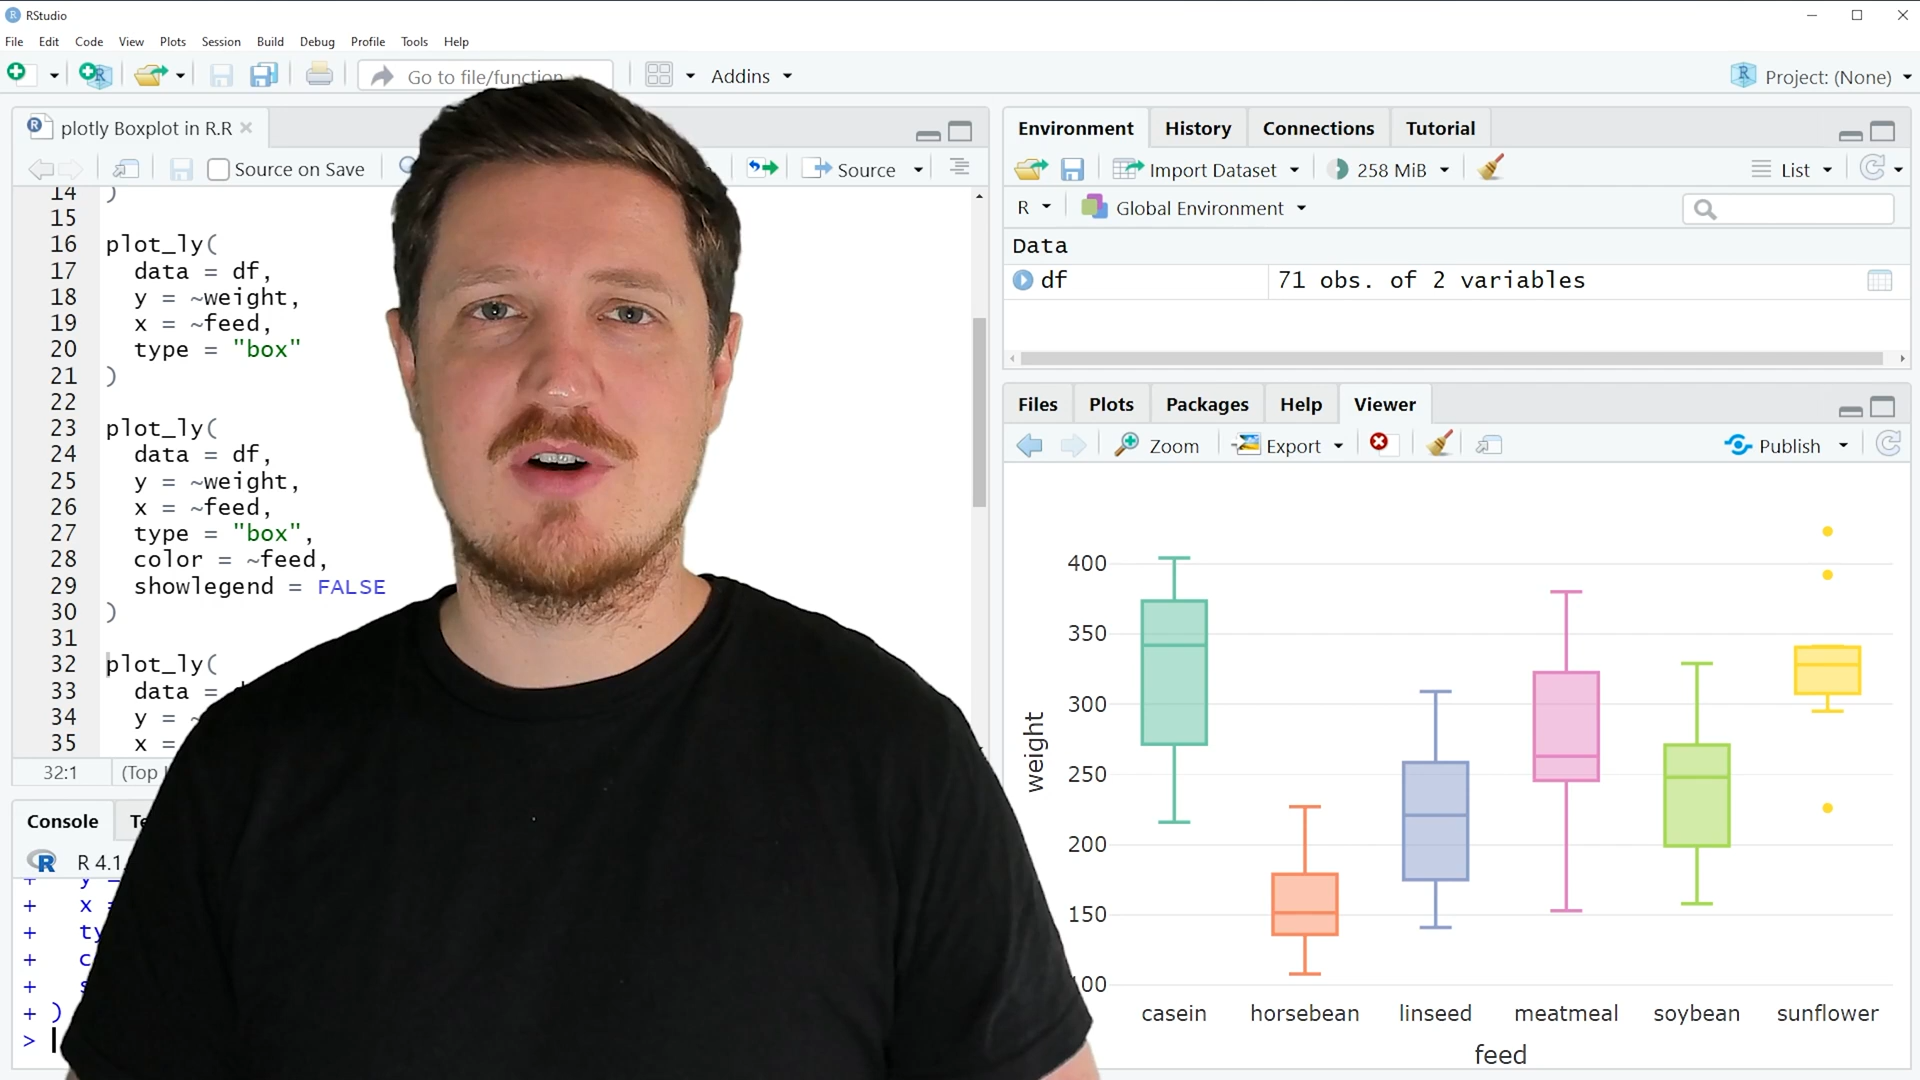 RStudio
File Edit Code View Plots Session Build Debug Profile Tools Help
Go to file/function
Addins
Project: (None)
plotly Boxplot in R.R
Source on Save
Source
14 )
15
16 plot_ly(
17 data = df,
18 y = ~weight,
19 x = ~feed,
20 type = "box"
21 )
22
23 plot_ly(
24 data = df,
25 y = ~weight,
26 x = ~feed,
27 type = "box",
28 color = ~feed,
29 showlegend = FALSE
30 )
31
32 plot_ly(
33 data =
34 y = ~
35 x =
32:1 (Top
Console
R 4.1.
+ y =
+ x
+
+
+
+ )
>
Environment History Connections Tutorial
Import Dataset 258 MiB List
R Global Environment
Data
df 71 obs. of 2 variables
Files Plots Packages Help Viewer
Zoom Export Publish
400
350
300
250
200
150
weight
casein horsebean linseed meatmeal soybean sunflower
feed